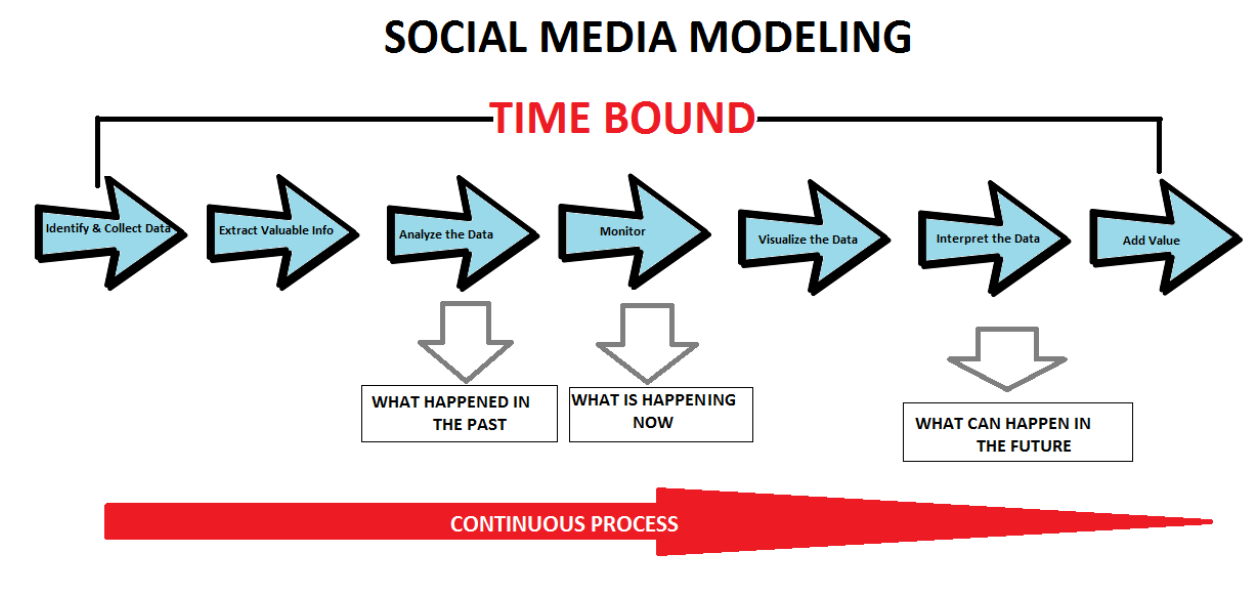 SOCIAL MEDIA MODELING
TIME BOUND
Identify & Collect Data
Extract Valuable Info
Analyze the Data
Monitor
Visualize the Data
Interpret the Data
Add Value
WHAT HAPPENED IN
THE PAST
WHAT IS HAPPENING
NOW
WHAT CAN HAPPEN IN
THE FUTURE
CONTINUOUS PROCESS